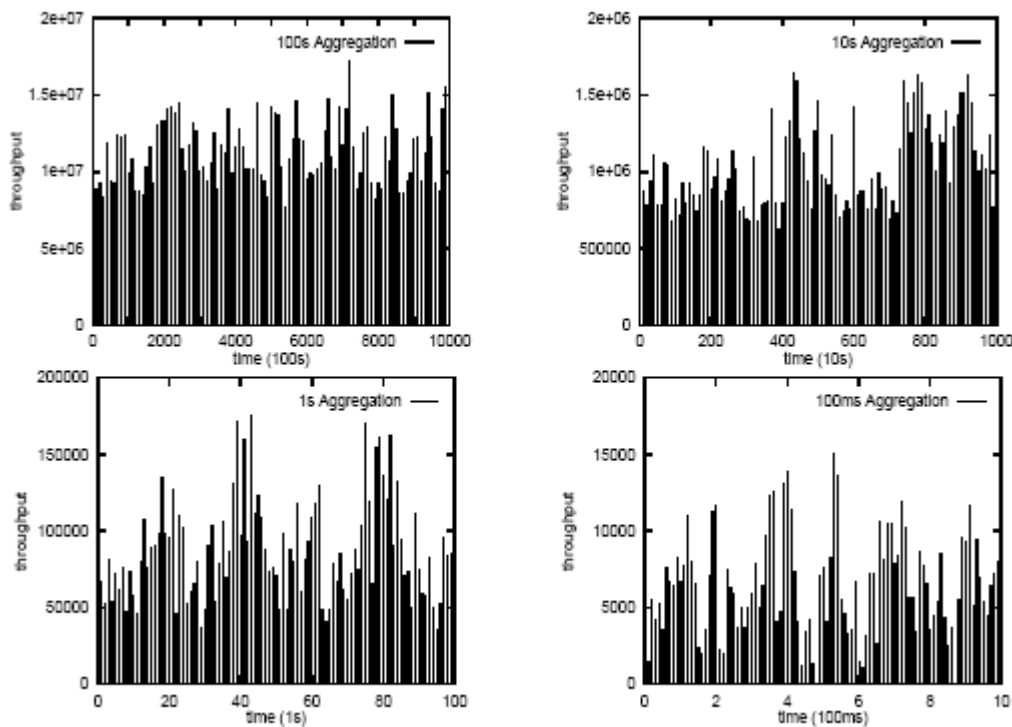 2e+07
100s Aggregation
1.5e+07
throughput
1e+07
5e+06
0
0 2000 4000 6000 8000 10000
time (100s)
2e+06
10s Aggregation
1.5e+06
throughput
1e+06
500000
0
0 200 400 600 800 1000
time (10s)
200000
1s Aggregation
150000
throughput
100000
50000
0
0 20 40 60 80 100
time (1s)
20000
100ms Aggregation
15000
throughput
10000
5000
0
0 2 4 6 8 10
time (100ms)